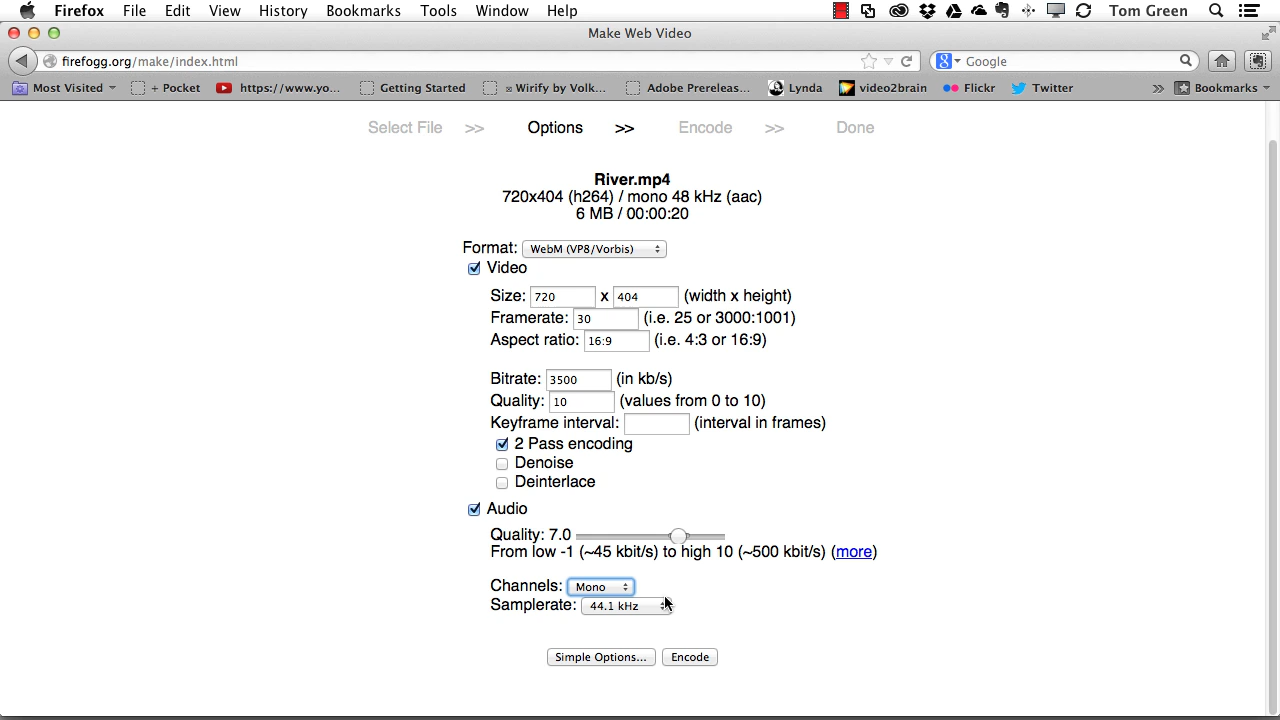 Firefox File Edit View History Bookmarks Tools Window Help Tom Green
Make Web Video
firefogg.org/make/index.html Google
Most Visited + Pocket https://www.yo... Getting Started ∞ Wirify by Volk... Adobe Prereleas... Lynda video2brain Flickr Twitter >> Bookmarks
Select File >> Options >> Encode >> Done
River.mp4
720x404 (h264) / mono 48 kHz (aac)
6 MB / 00:00:20
Format: WebM (VP8/Vorbis)
Video
Size: 720 x 404 (width x height)
Framerate: 30 (i.e. 25 or 3000:1001)
Aspect ratio: 16:9 (i.e. 4:3 or 16:9)
Bitrate: 3500 (in kb/s)
Quality: 10 (values from 0 to 10)
Keyframe interval: (interval in frames)
2 Pass encoding
Denoise
Deinterlace
Audio
Quality: 7.0
From low -1 (~45 kbit/s) to high 10 (~500 kbit/s) (more)
Channels: Mono
Samplerate: 44.1 kHz
Simple Options... Encode